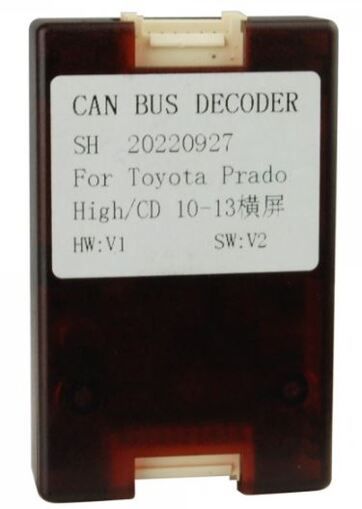 CAN BUS DECODER
SH 20220927
For Toyota Prado
High/CD 10-13横屏
HW:V1 SW:V2